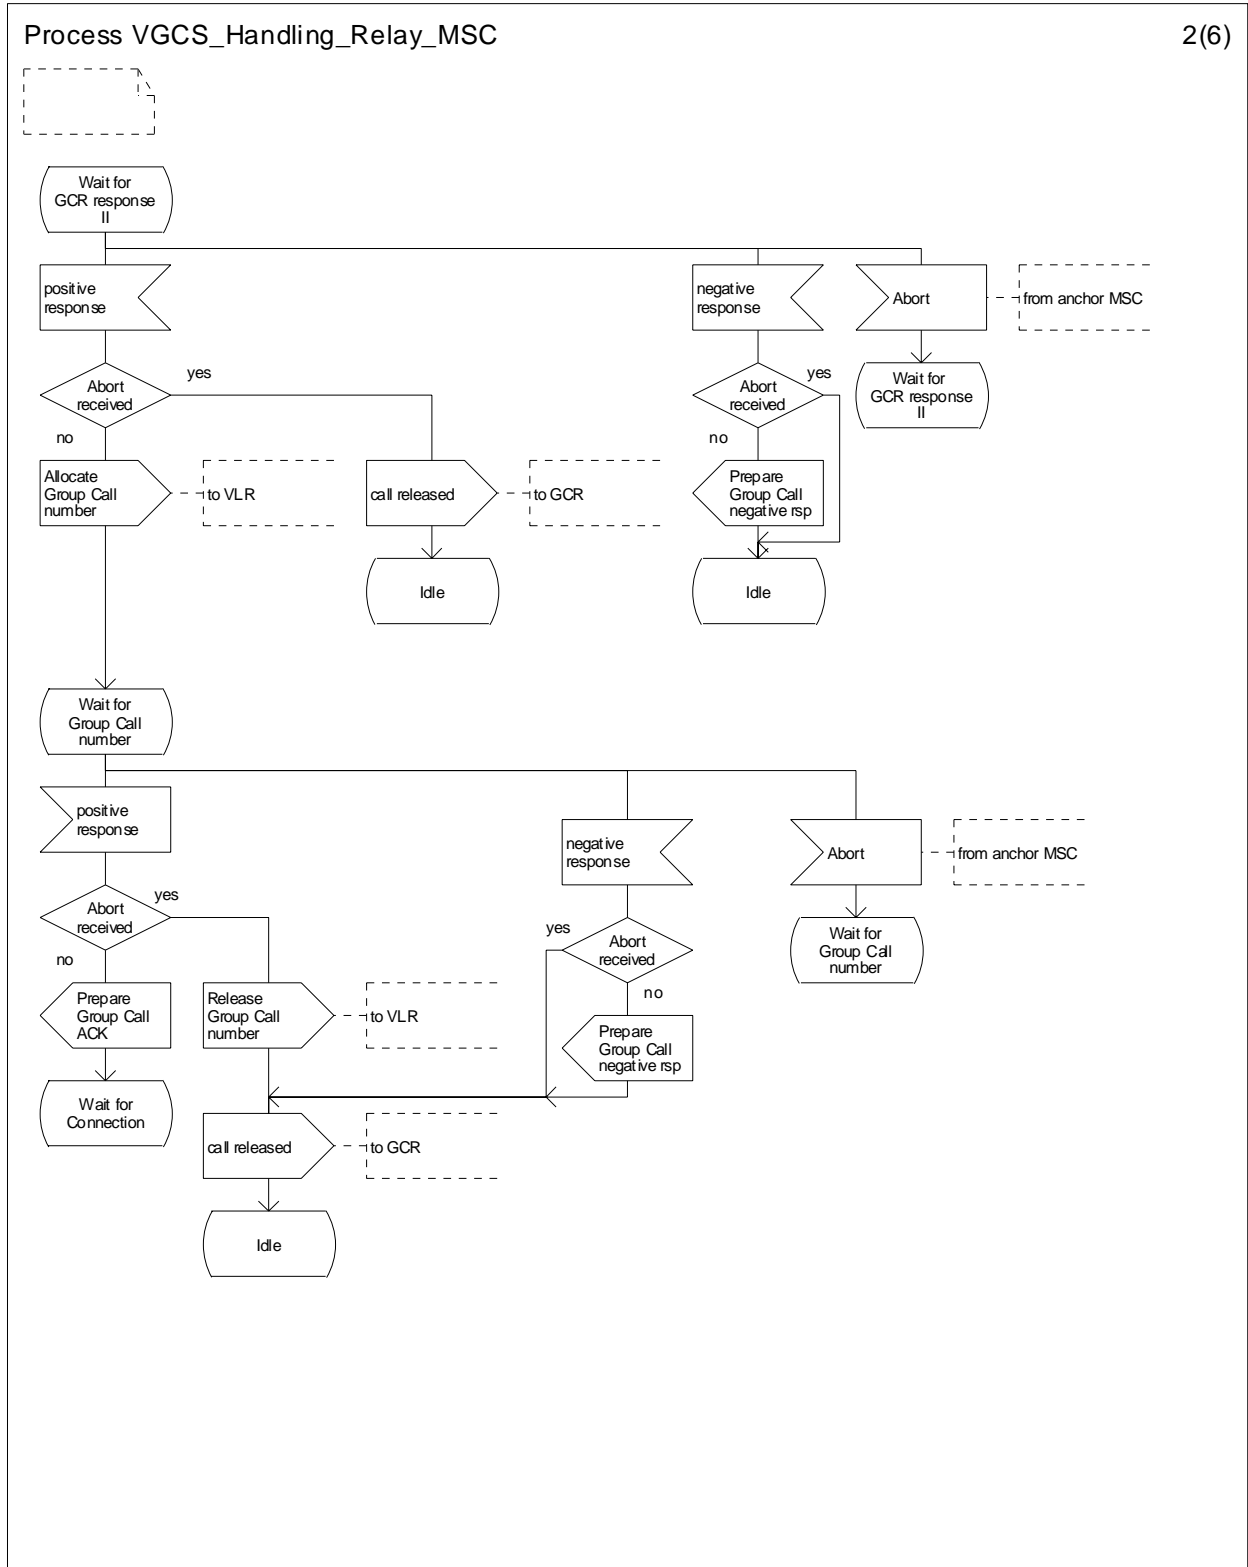 Process VGCS_Handling_Relay_MSC
2(6)
Wait for
GCR response
II
positive
response
negative
response
Abort
from anchor MSC
Abort
received
yes
no
Abort
received
yes
no
Wait for
GCR response
II
Allocate
Group Call
number
to VLR
call released
to GCR
Prepare
Group Call
negative rsp
Idle
Idle
Wait for
Group Call
number
positive
response
negative
response
Abort
from anchor MSC
Abort
received
yes
no
yes
Abort
received
no
Wait for
Group Call
number
Prepare
Group Call
ACK
Release
Group Call
number
to VLR
Prepare
Group Call
negative rsp
Wait for
Connection
call released
to GCR
Idle